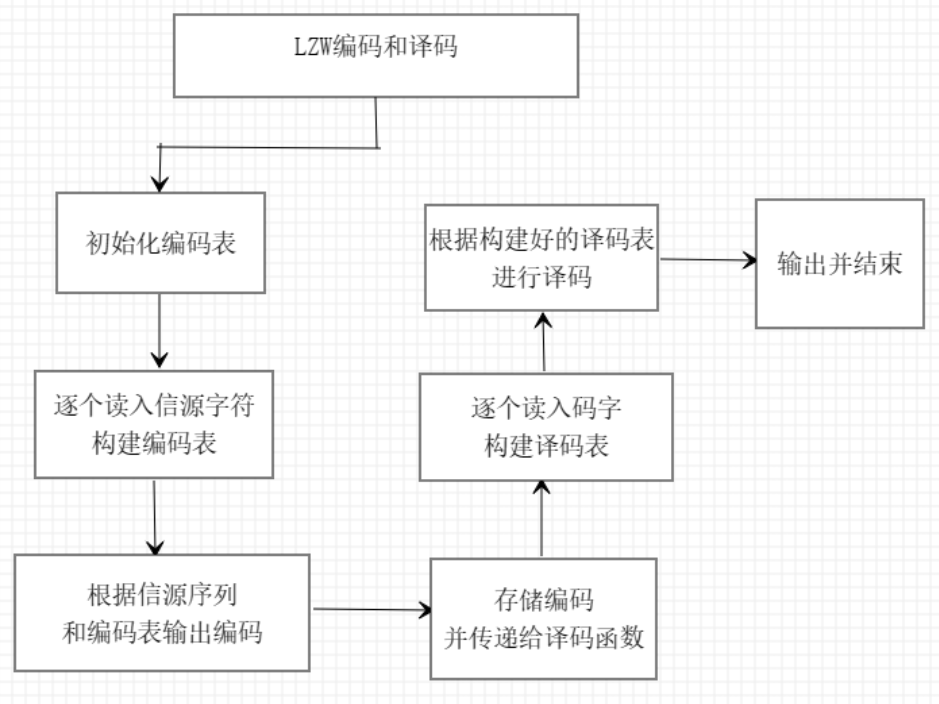 LZW编码和译码
初始化编码表
逐个读入信源字符
构建编码表
根据信源序列
和编码表输出编码
存储编码
并传递给译码函数
逐个读入码字
构建译码表
根据构建好的译码表
进行译码
输出并结束